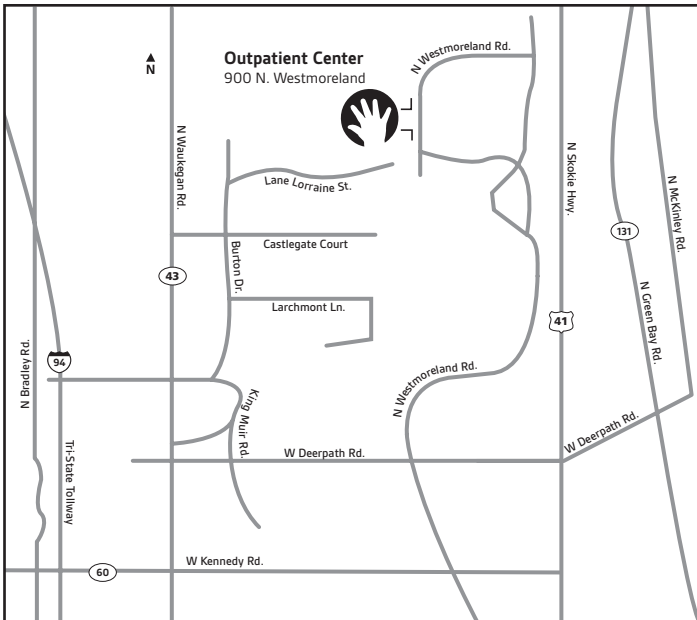 Outpatient Center
900 N. Westmoreland
N
N Westmoreland Rd.
N Waukegan Rd.
Lane Lorraine St.
N Skokie Hwy.
N McKinley Rd.
131
Castlegate Court
Burton Dr.
43
Larchmont Ln.
41
N Green Bay Rd.
N Bradley Rd.
94
N Westmoreland Rd.
King Muir Rd.
Tri-State Tollway
W Deerpath Rd.
W Deerpath Rd.
W Kennedy Rd.
60